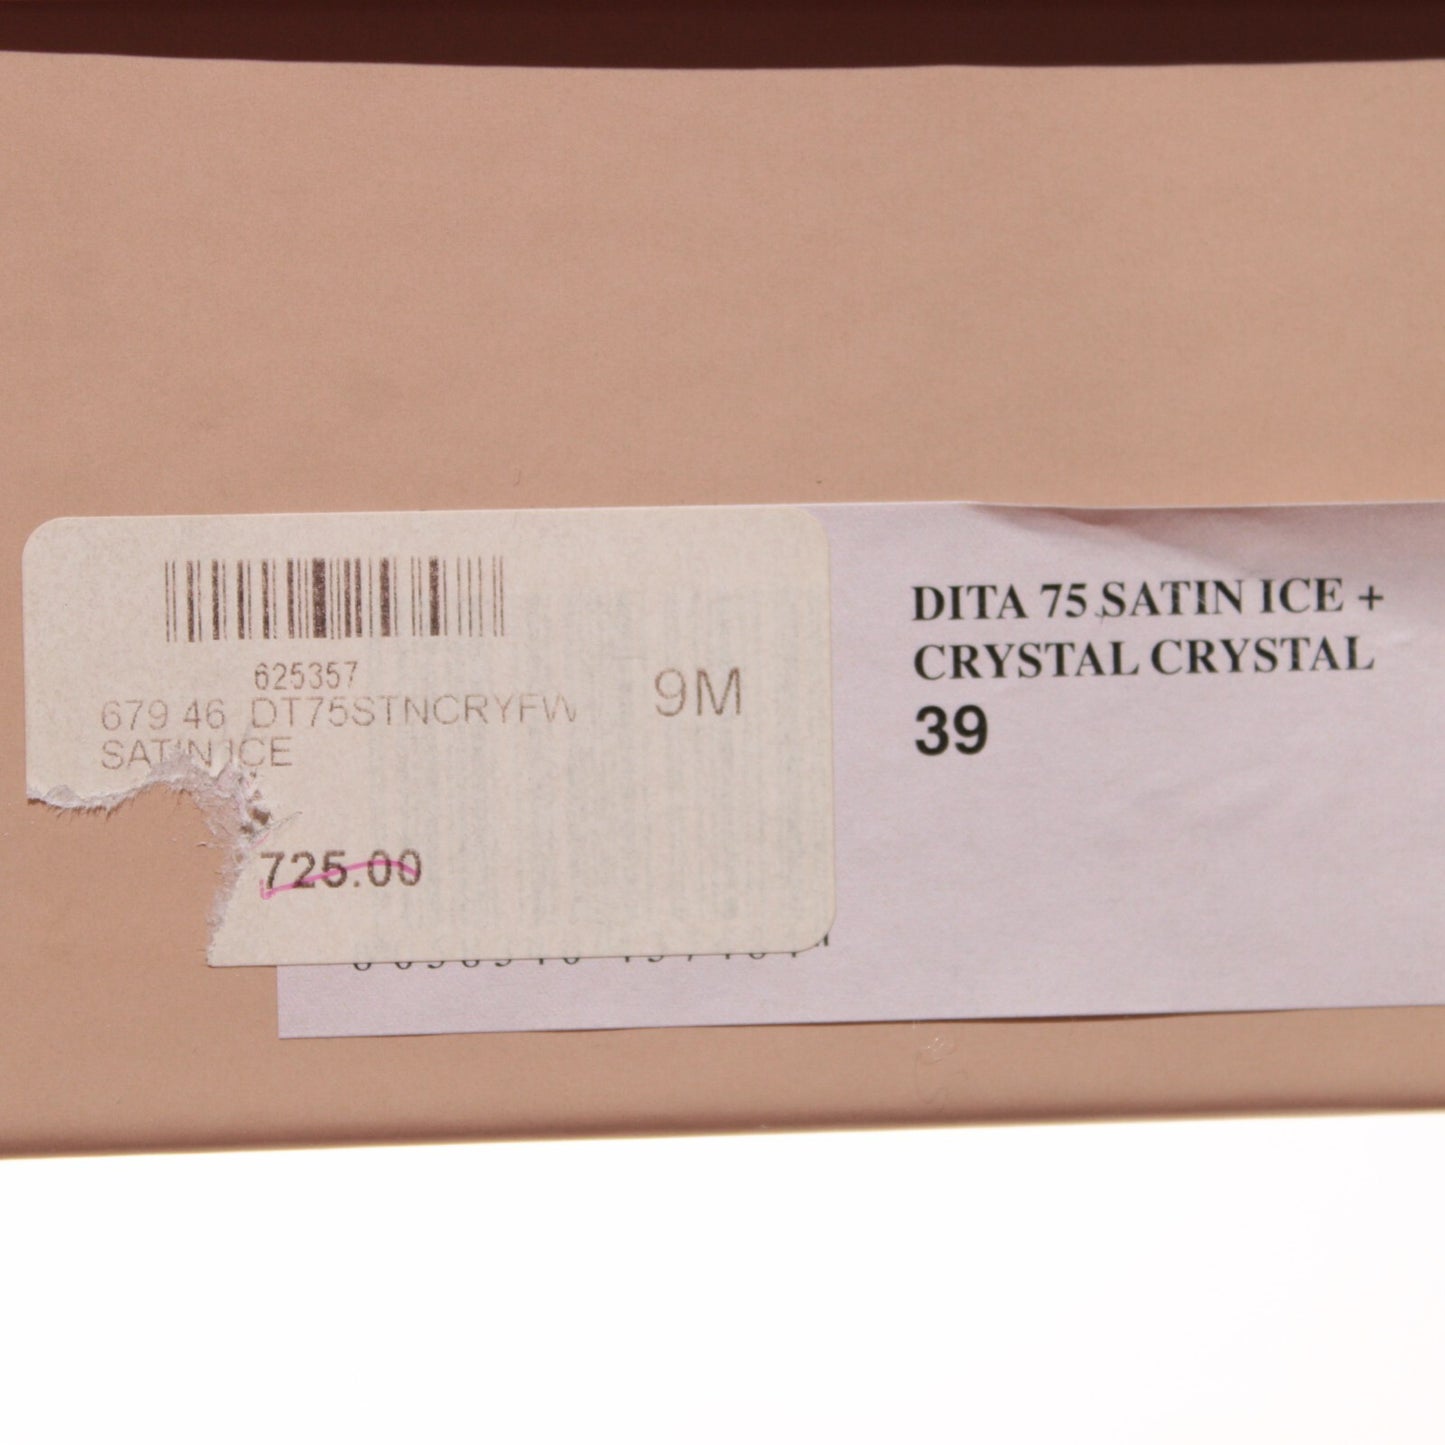 625357
679 46 DT75STNCRYFW
9M
SATIN ICE
725.00
DITA 75 SATIN ICE +
CRYSTAL CRYSTAL
39